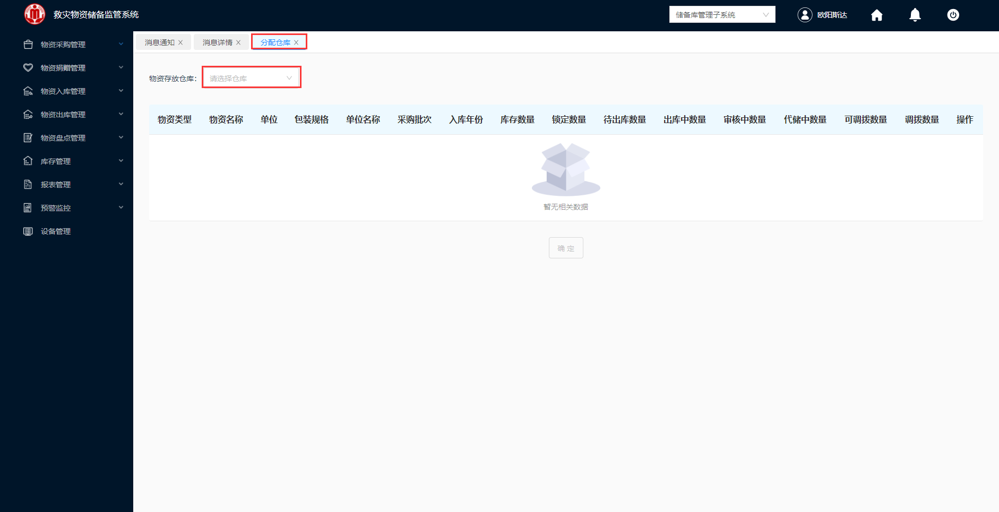 救灾物资储备监管系统
储备库管理子系统
欧阳斯达
物资采购管理
物资捐赠管理
物资入库管理
物资出库管理
物资盘点管理
库存管理
报表管理
预警监控
设备管理
消息通知 X 消息详情 X 分配仓库 X
物资存放仓库： 请选择仓库
物资类型 物资名称 单位 包装规格 单位名称 采购批次 入库年份 库存数量 锁定数量 待出库数量 出库中数量 审核中数量 代储中数量 可调拨数量 调拨数量 操作
暂无相关数据
确 定